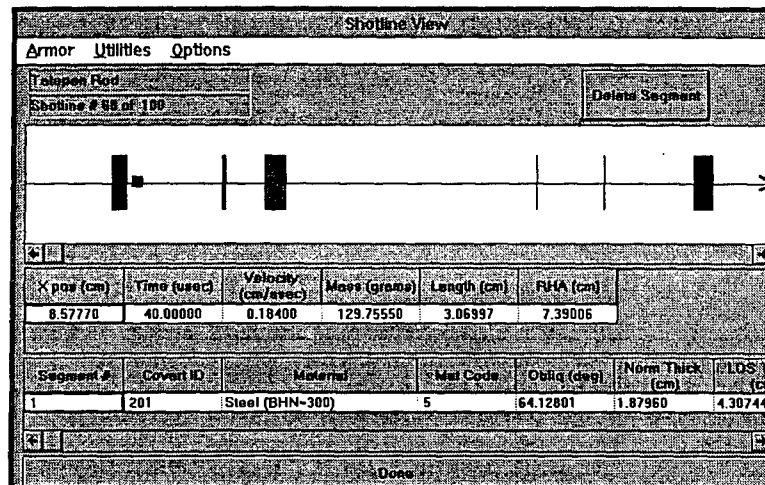 Shotline View
Armor Utilities Options
Telepen Rod
Shotline # 68 of 100
Delete Segment
X pos (cm) Time (usec) Velocity (cm/usec) Mass (grams) Length (cm) RHA (cm)
8.57770 40.00000 0.18400 129.75550 3.06997 7.39006
Segment # Covart ID Material Mat Code Obliq (deg) Norm Thick (cm) LOS
1 201 Steel (BHN~300) 5 64.12801 1.87960 4.30744
Done